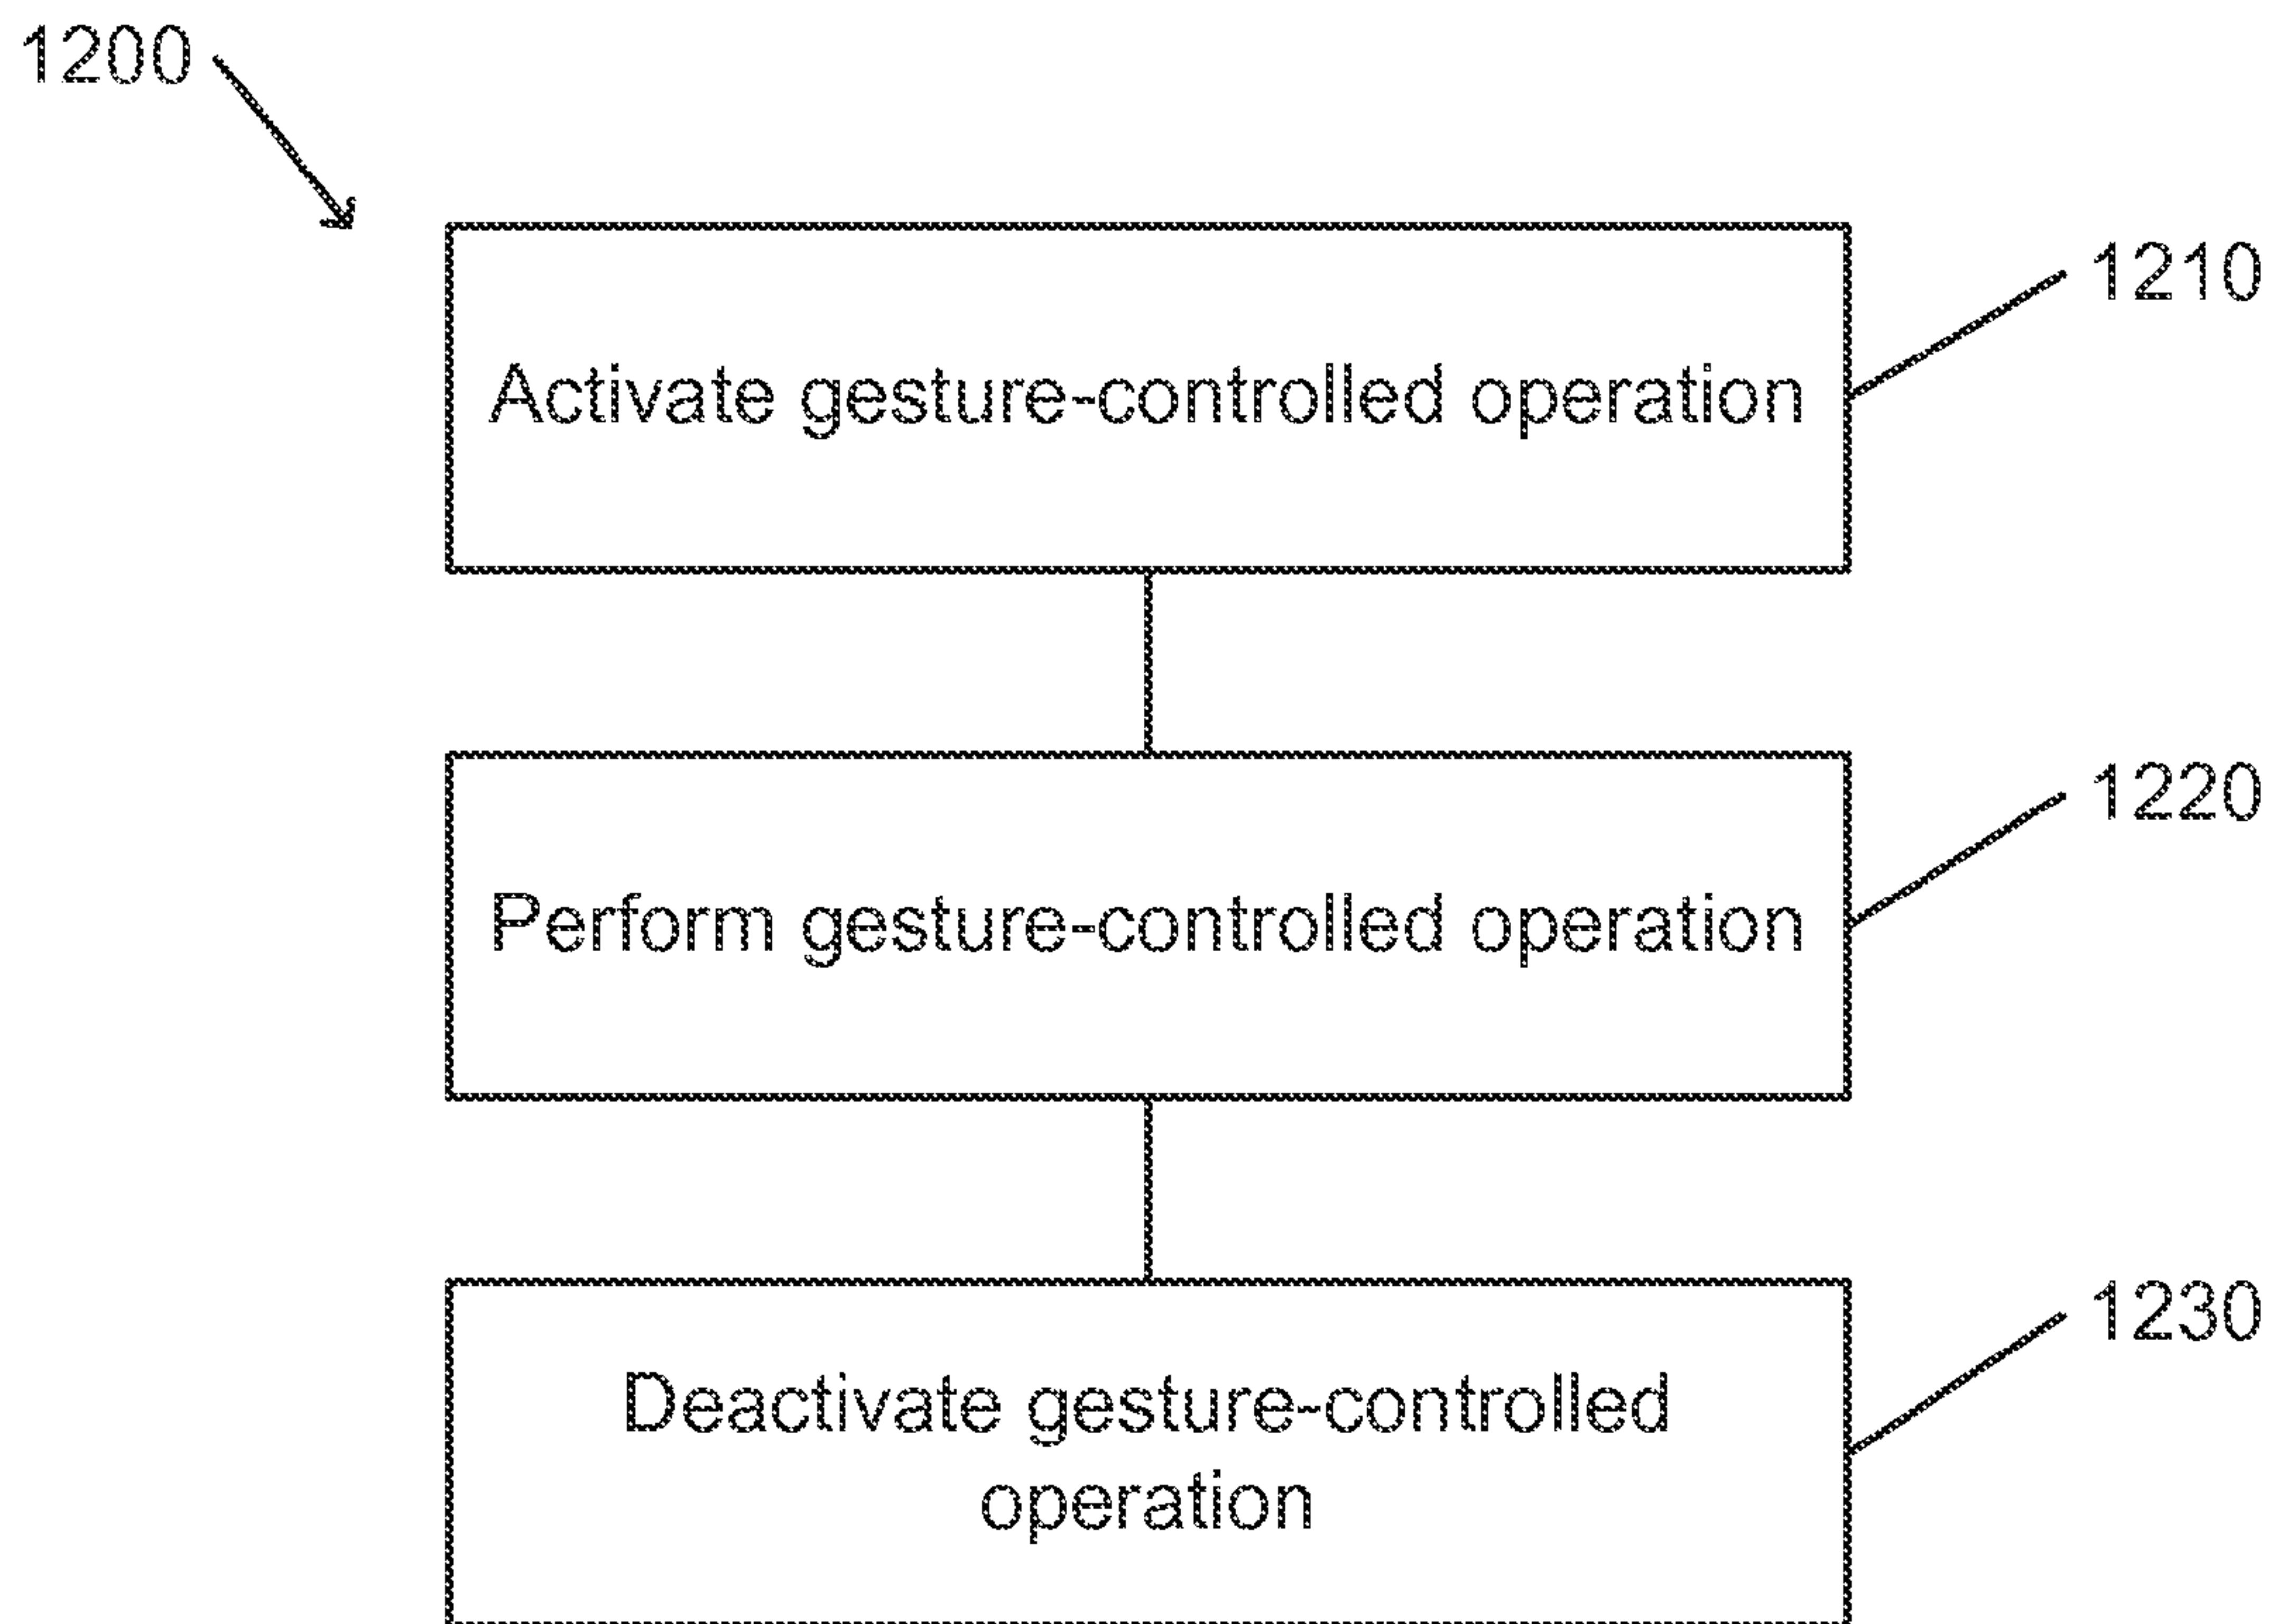 1200
1210
Activate gesture-controlled operation
1220
Perform gesture-controlled operation
1230
Deactivate gesture-controlled
operation